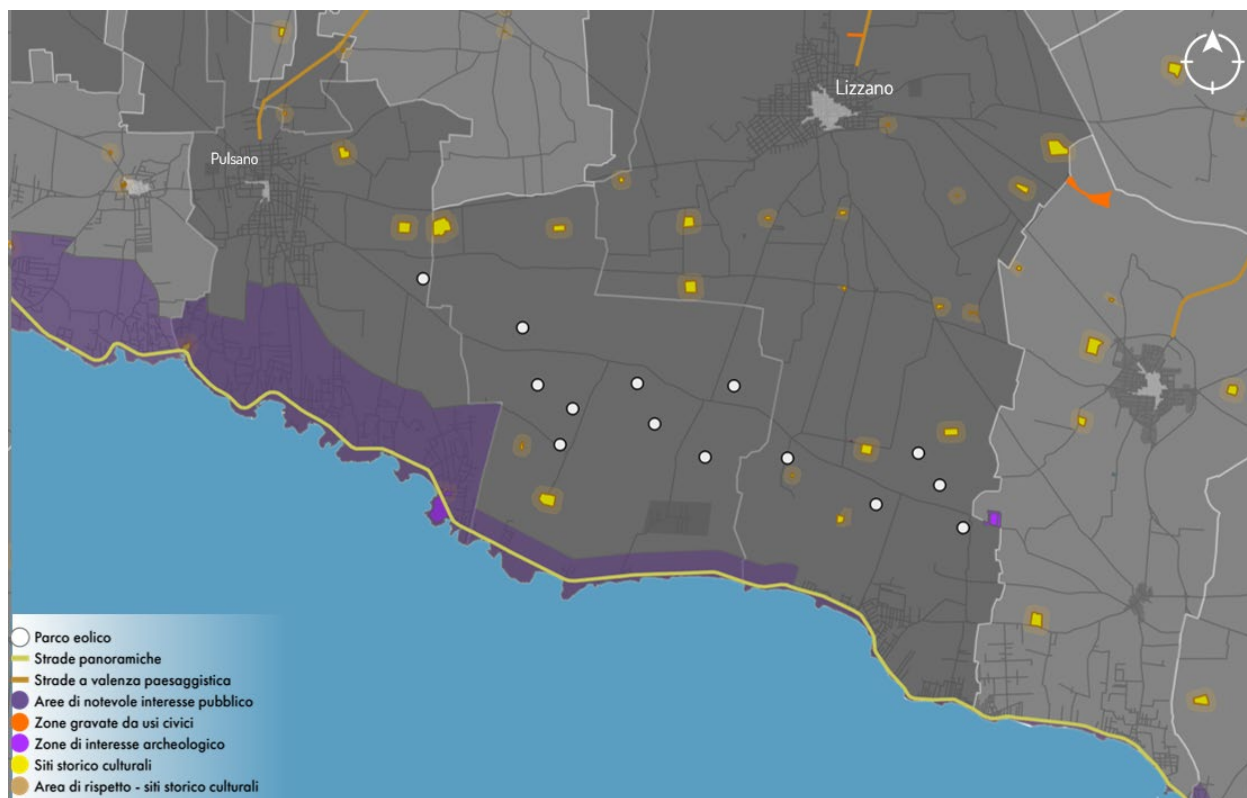 Lizzano
Pulsano
Parco eolico
Strade panoramiche
Strade a valenza paesaggistica
Aree di notevole interesse pubblico
Zone gravate da usi civici
Zone di interesse archeologico
Siti storico culturali
Area di rispetto - siti storico culturali